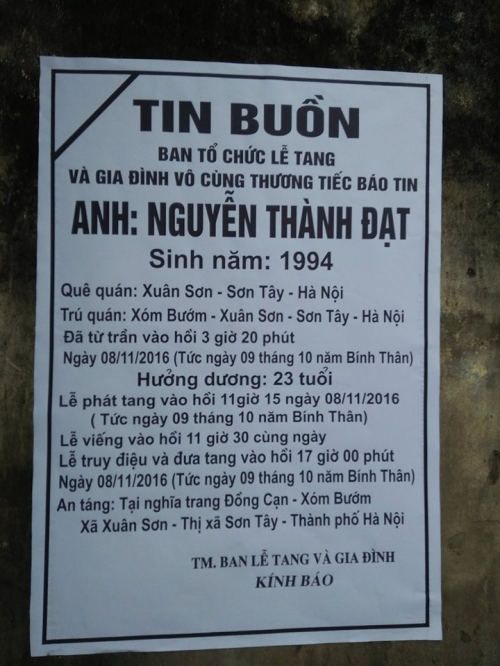 TIN BUỒN
BAN TỔ CHỨC LỄ TANG
VÀ GIA ĐÌNH VÔ CÙNG THƯƠNG TIẾC BÁO TIN
ANH: NGUYỄN THÀNH ĐẠT
Sinh năm: 1994
Quê quán: Xuân Sơn - Sơn Tây - Hà Nội
Trú quán: Xóm Bướm - Xuân Sơn - Sơn Tây - Hà Nội
Đã từ trần vào hồi 3 giờ 20 phút
Ngày 08/11/2016 (Tức ngày 09 tháng 10 năm Bính Thân)
Hưởng dương: 23 tuổi
Lễ phát tang vào hồi 11giờ 15 ngày 08/11/2016
( Tức ngày 09 tháng 10 năm Bính Thân)
Lễ viếng vào hồi 11 giờ 30 cùng ngày
Lễ truy điệu và đưa tang vào hồi 17 giờ 00 phút
Ngày 08/11/2016 (Tức ngày 09 tháng 10 năm Bính Thân)
An táng: Tại nghĩa trang Đồng Cạn - Xóm Bướm
Xã Xuân Sơn - Thị xã Sơn Tây - Thành phố Hà Nội
TM. BAN LỄ TANG VÀ GIA ĐÌNH
KÍNH BÁO